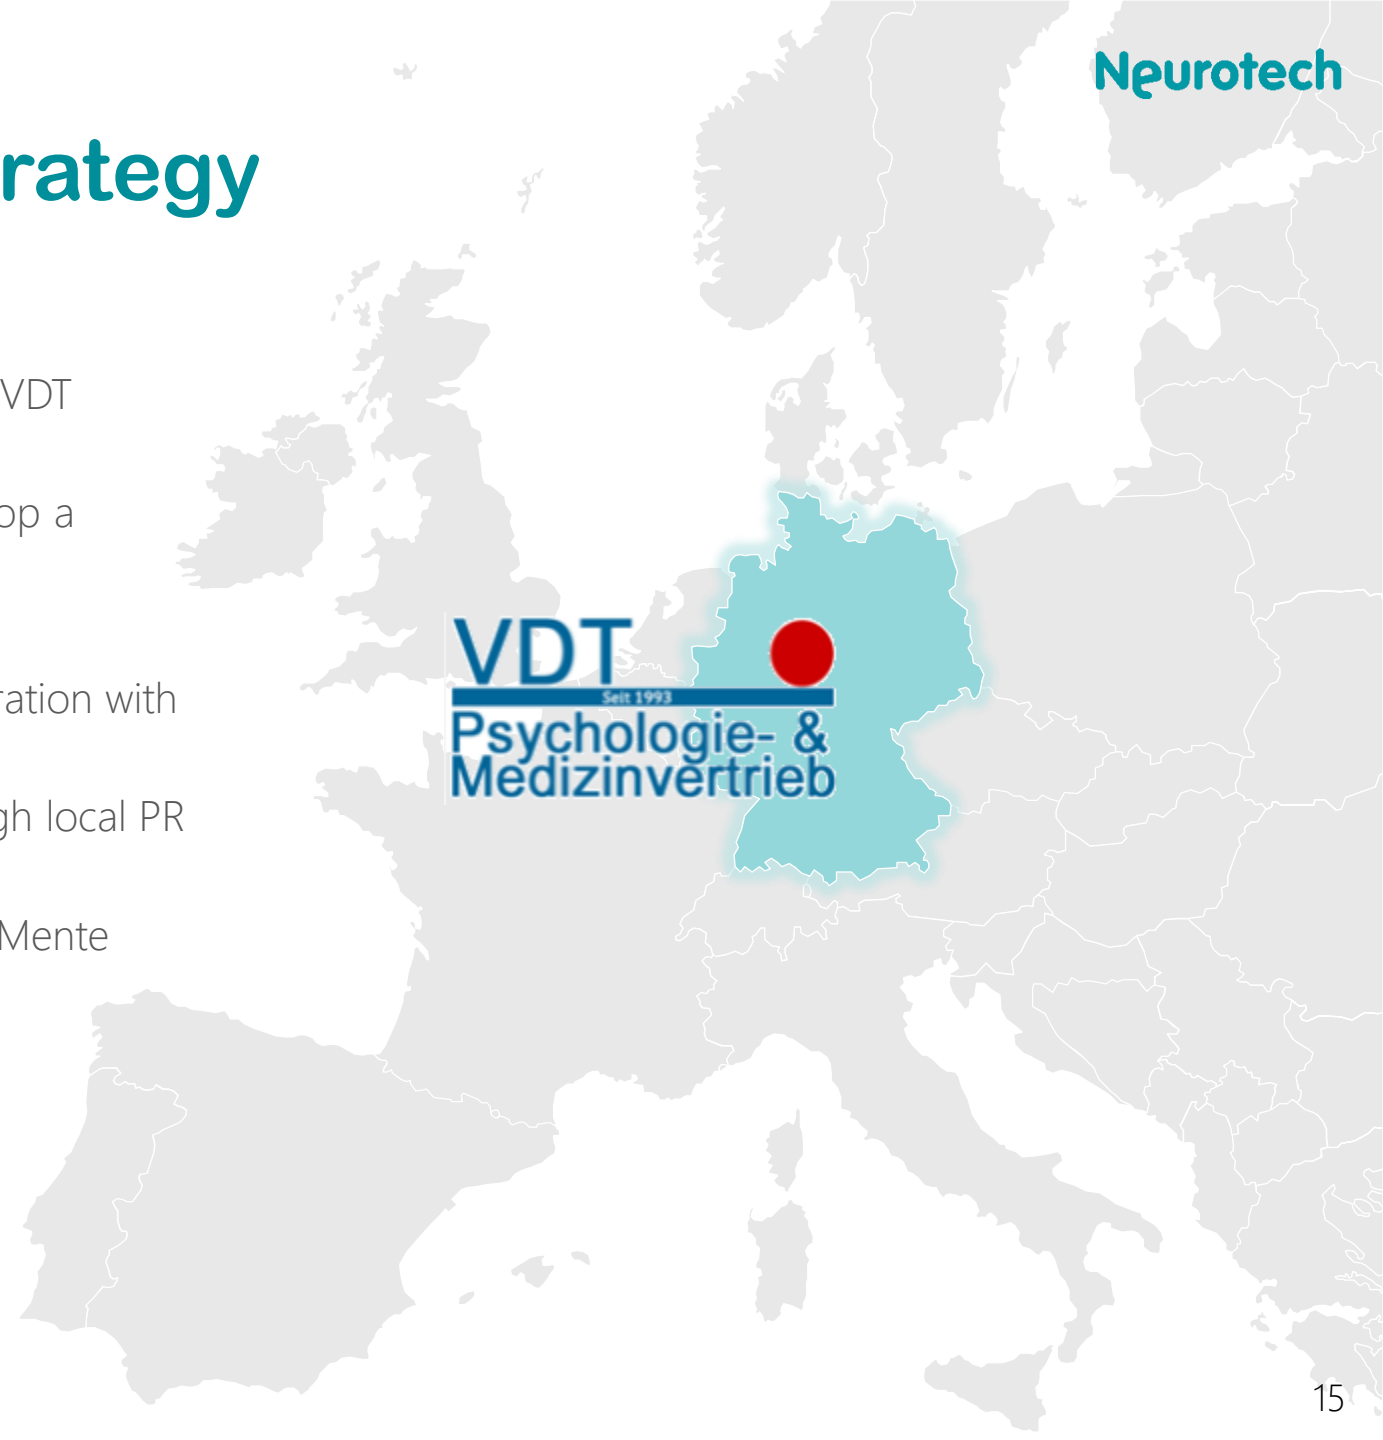 Neurotech
rategy
VDT
op a
ration with
gh local PR
Mente
VDT
Seit 1993
Psychologie- &
Medizinvertrieb
15